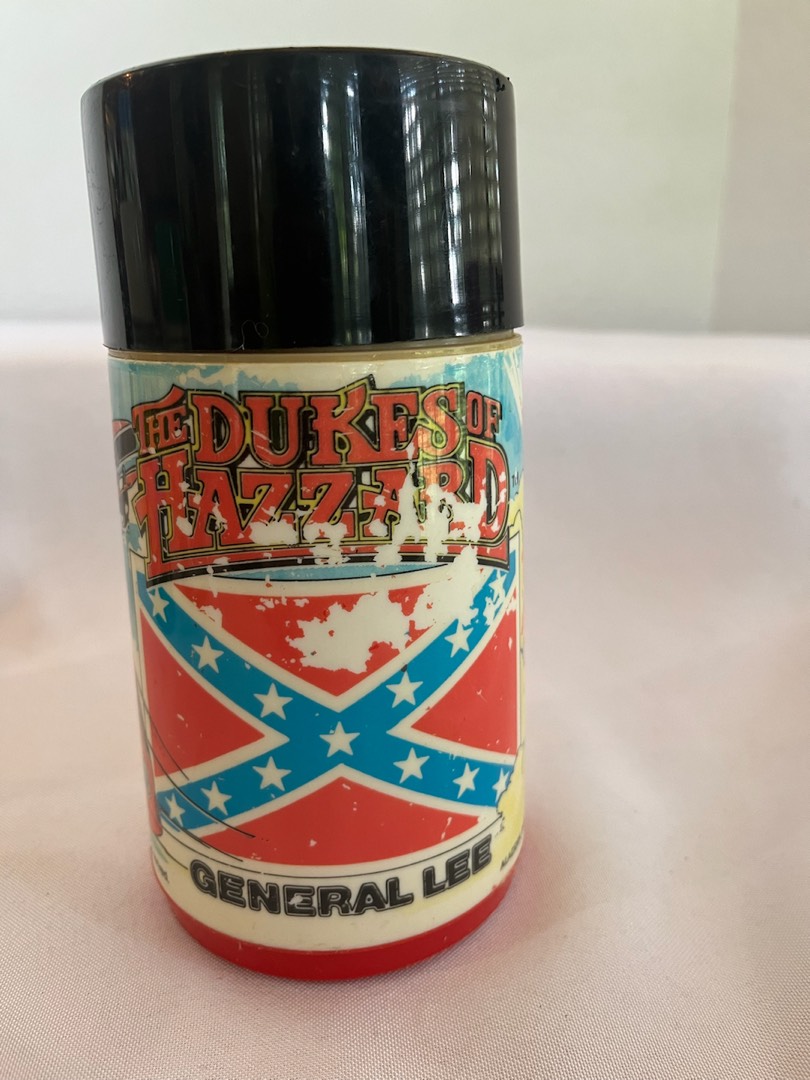 THE DUKES OF
HAZZARD
GENERAL LEE